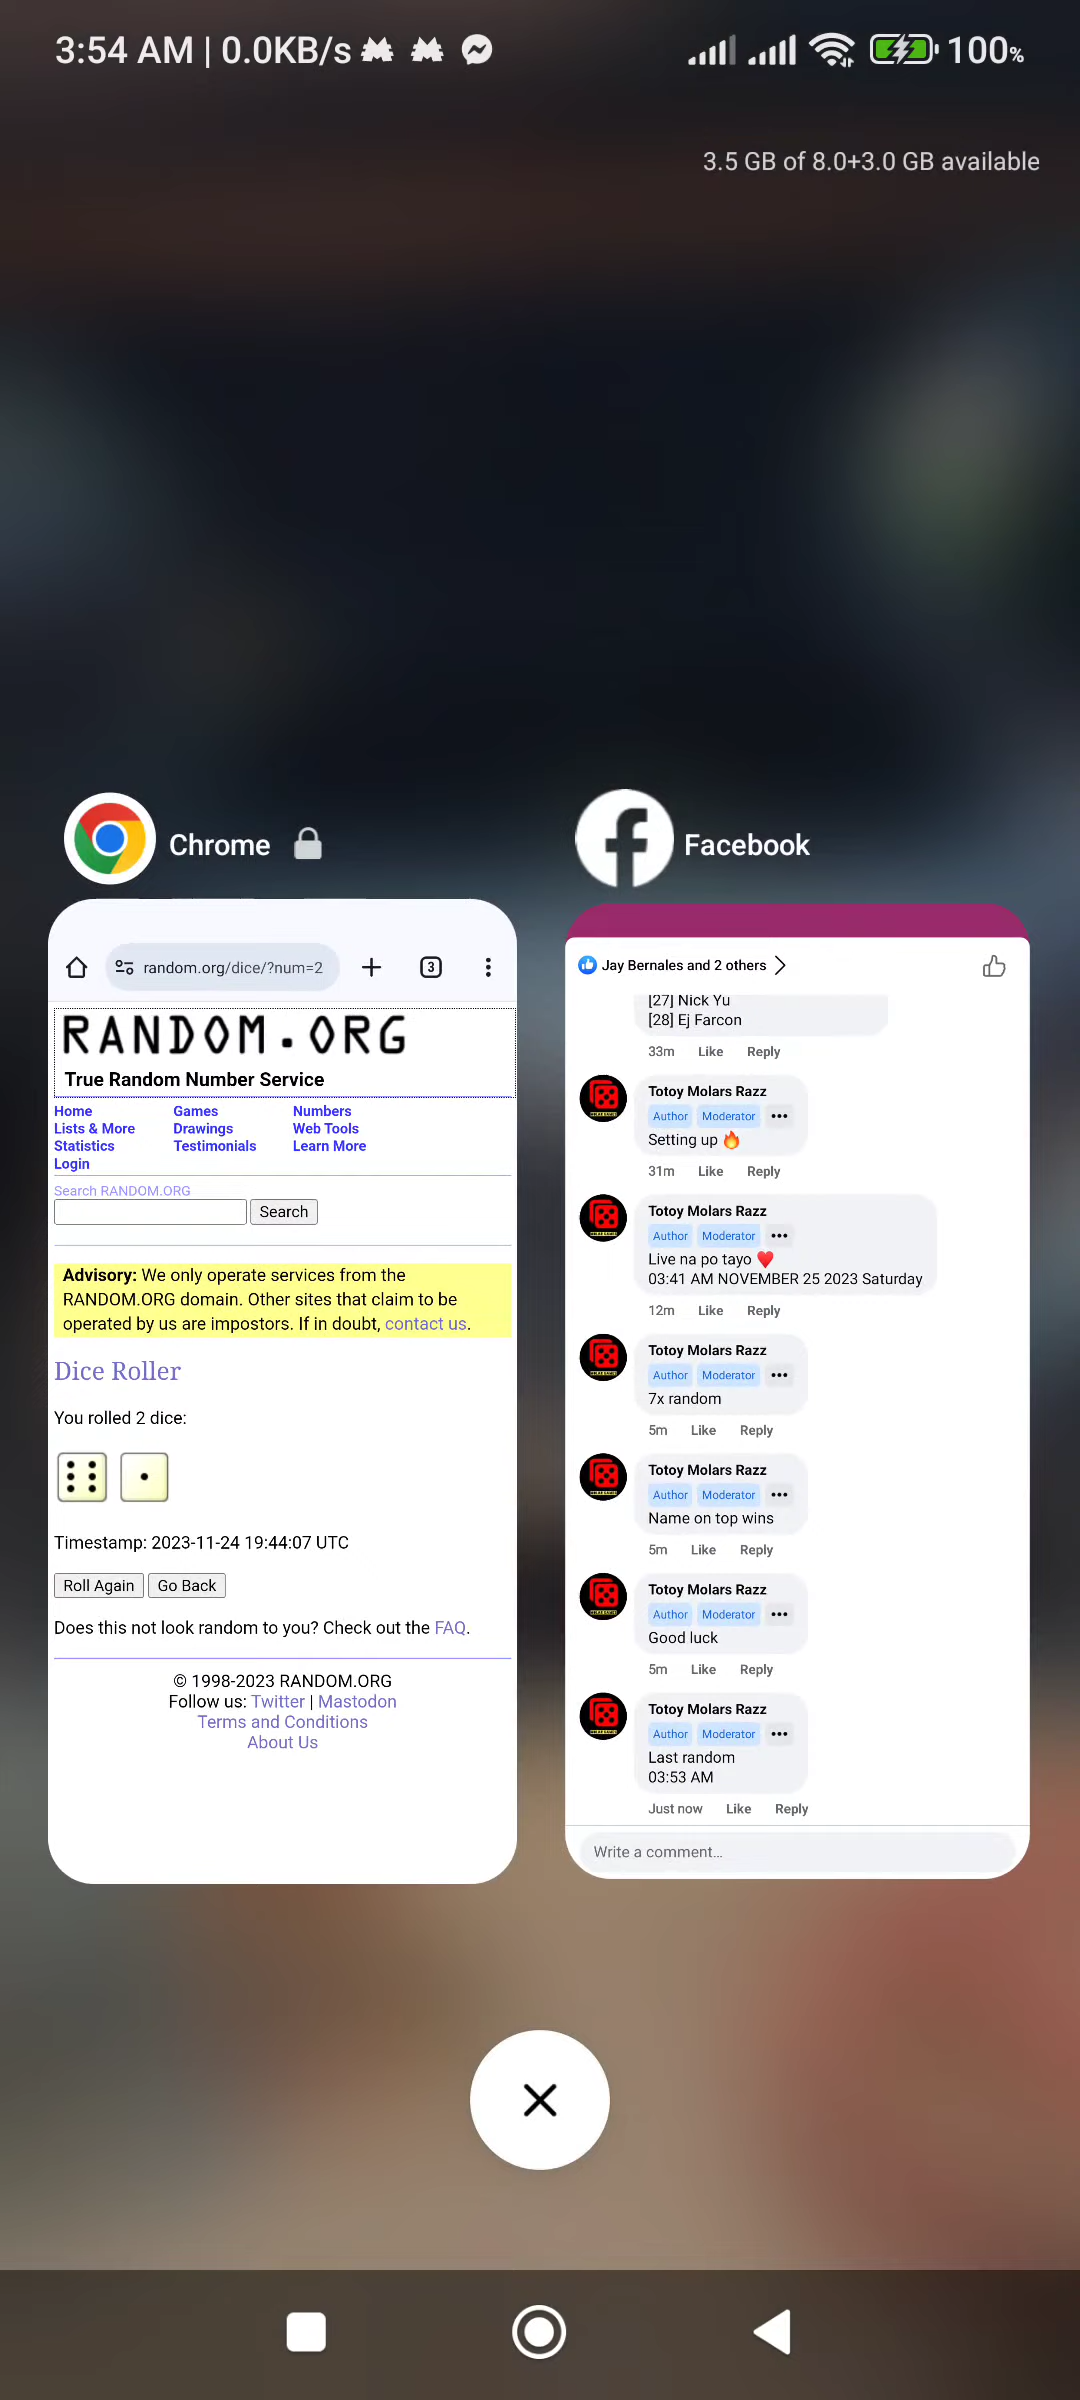 3:54 AM | 0.0KB/s
100%
3.5 GB of 8.0+3.0 GB available
Chrome
Facebook
random.org/dice/?num=2
3
RANDOM.ORG
True Random Number Service
Home Games Numbers
Lists & More Drawings Web Tools
Statistics Testimonials Learn More
Login
Search RANDOM.ORG
Search
Advisory: We only operate services from the
RANDOM.ORG domain. Other sites that claim to be
operated by us are impostors. If in doubt, contact us.
Dice Roller
You rolled 2 dice:
Timestamp: 2023-11-24 19:44:07 UTC
Roll Again Go Back
Does this not look random to you? Check out the FAQ.
© 1998-2023 RANDOM.ORG
Follow us: Twitter | Mastodon
Terms and Conditions
About Us
Jay Bernales and 2 others
[27] Nick Yu
[28] Ej Farcon
33m Like Reply
Totoy Molars Razz
Author Moderator
Setting up 🔥
31m Like Reply
Totoy Molars Razz
Author Moderator
Live na po tayo ♥️
03:41 AM NOVEMBER 25 2023 Saturday
12m Like Reply
Totoy Molars Razz
Author Moderator
7x random
5m Like Reply
Totoy Molars Razz
Author Moderator
Name on top wins
5m Like Reply
Totoy Molars Razz
Author Moderator
Good luck
5m Like Reply
Totoy Molars Razz
Author Moderator
Last random
03:53 AM
Just now Like Reply
Write a comment...